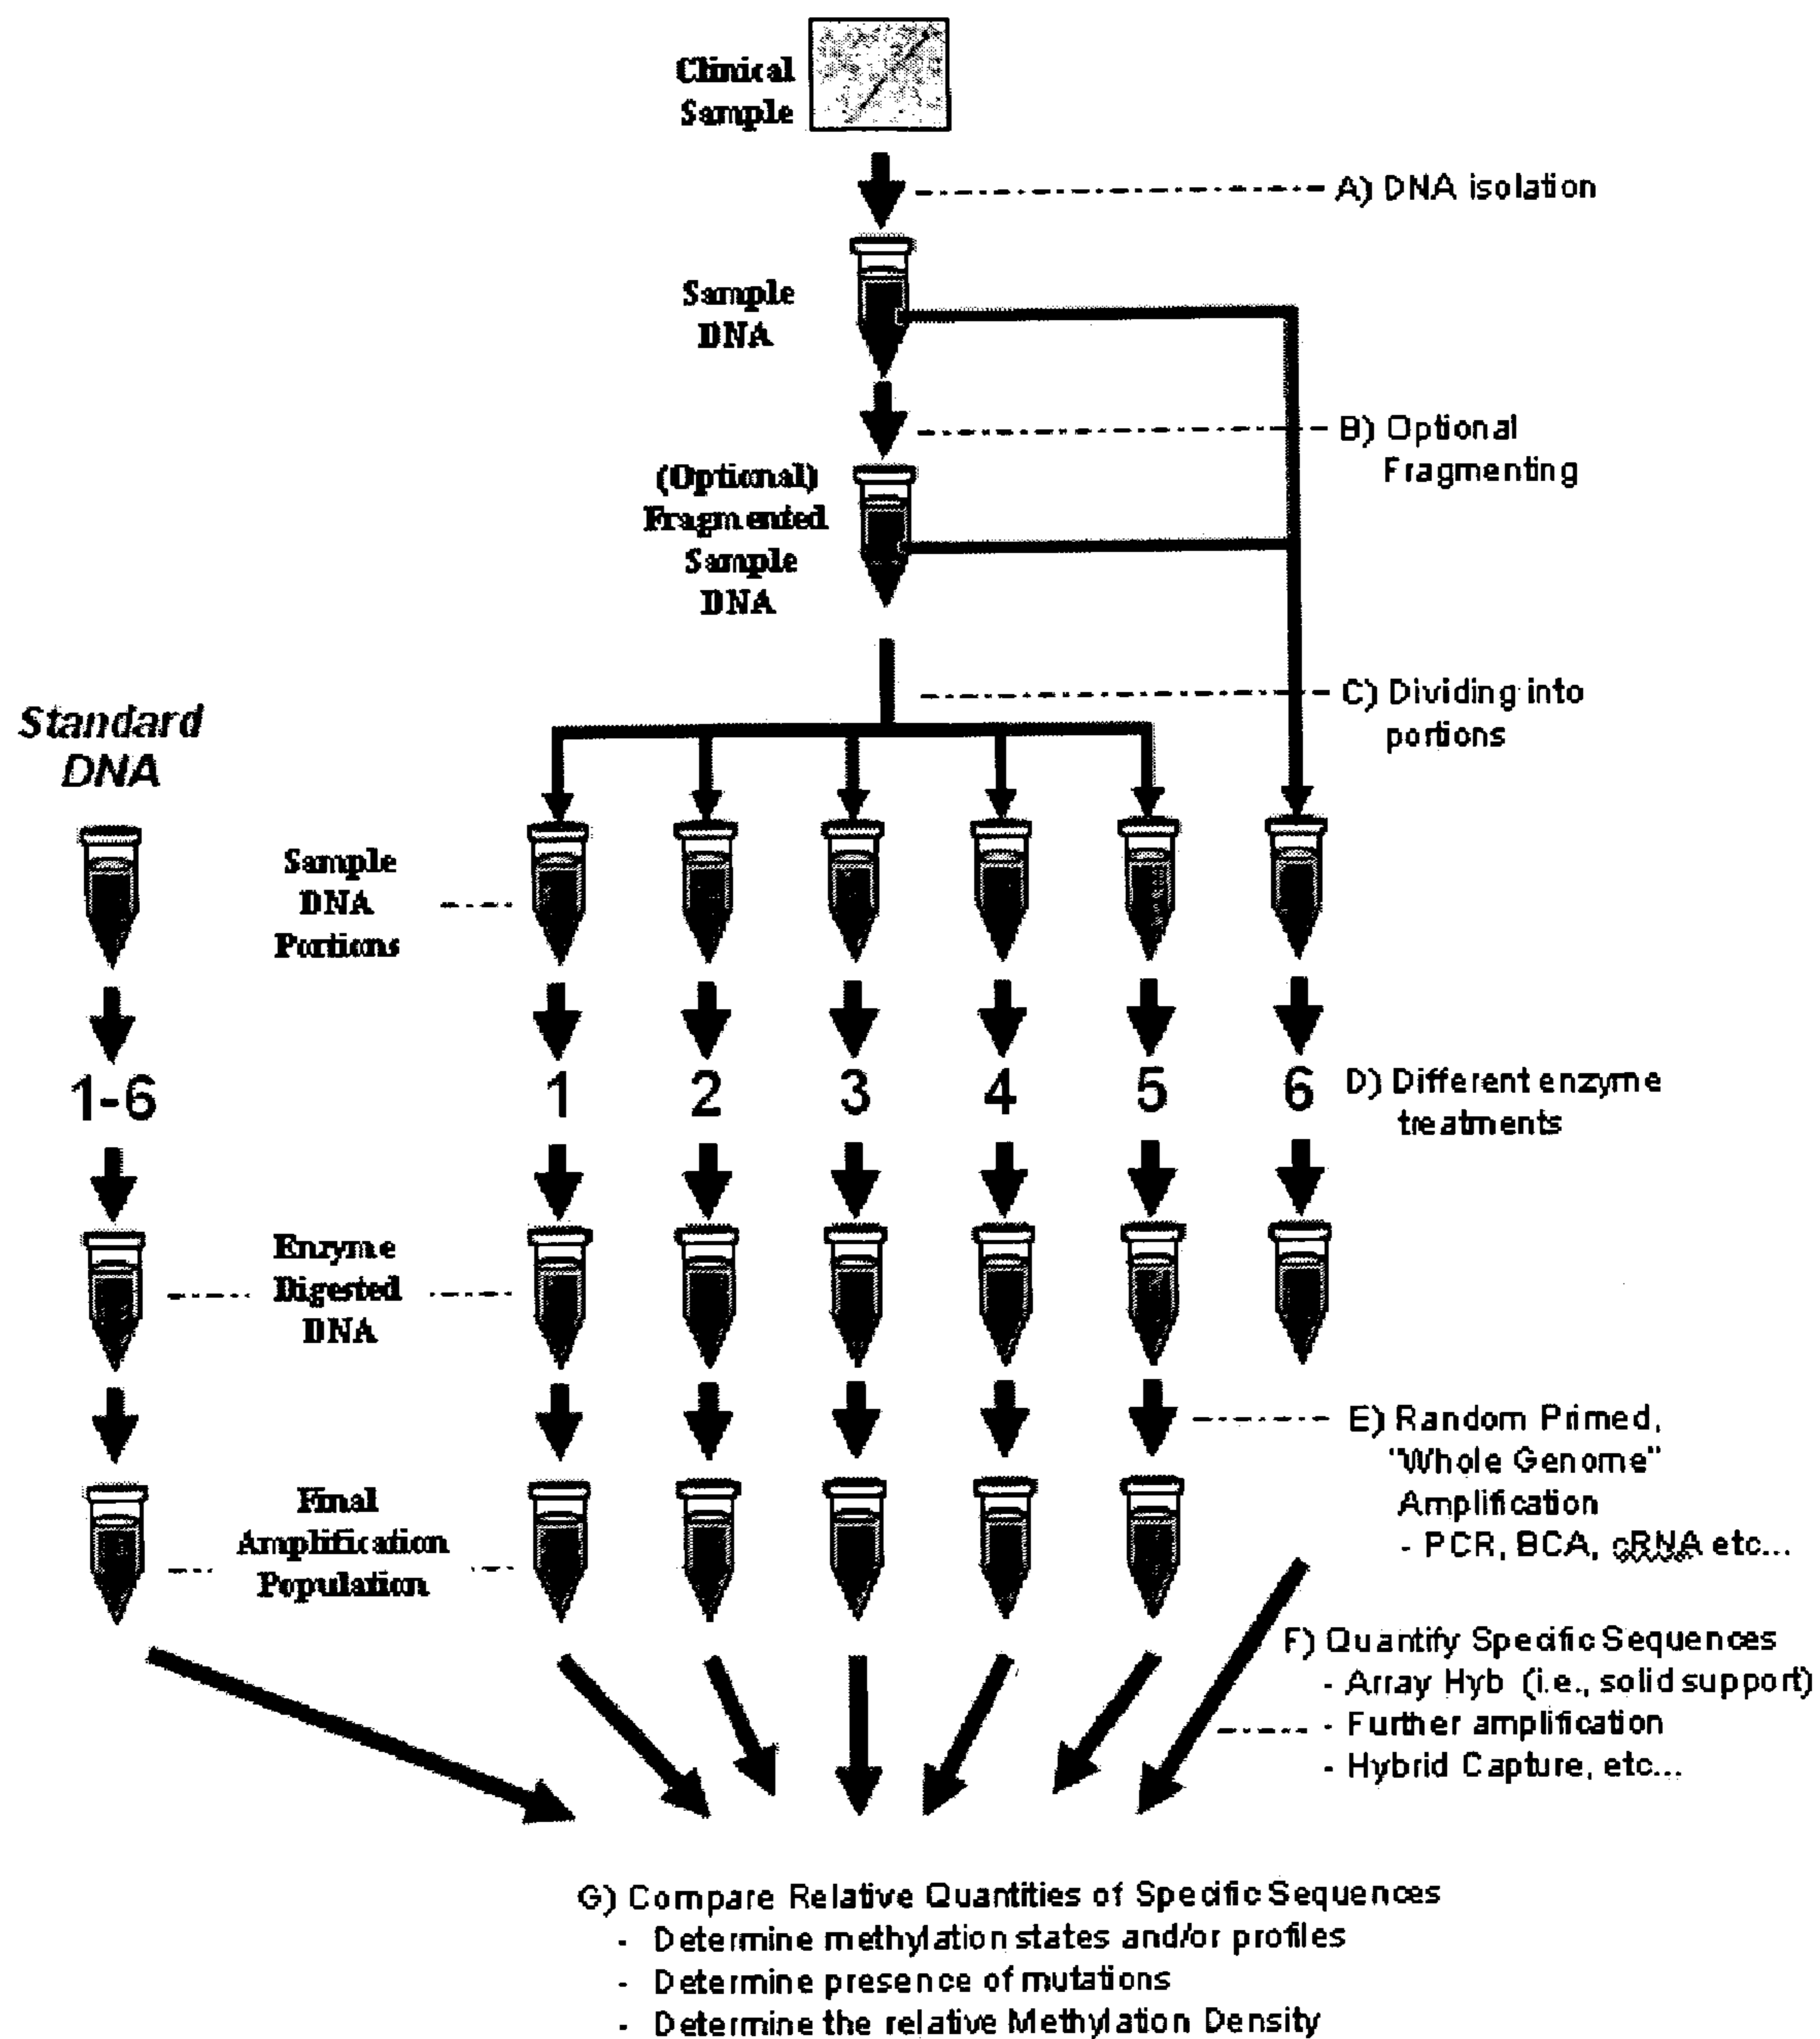 Clinical
Sample
A) DNA isolation
Sample
DNA
B) Optional
Fragmenting
(Optional)
Fragmented
Sample
DNA
C) Dividing into
portions
Standard
DNA
Sample
DNA
Portions
1-6
1 2 3 4 5 6
D) Different enzyme
treatments
Enzyme
Digested
DNA
E) Random Primed,
"Whole Genome"
Amplification
- PCR, BCA, cRNA etc...
Final
Amplification
Population
F) Quantify Specific Sequences
- Array Hyb (i.e., solid support)
- Further amplification
- Hybrid Capture, etc...
G) Compare Relative Quantities of Specific Sequences
- Determine methylation states and/or profiles
- Determine presence of mutations
- Determine the relative Methylation Density